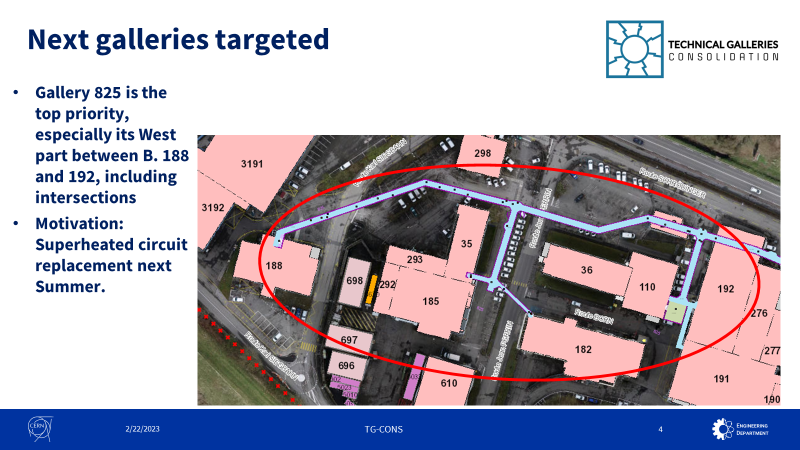 Next galleries targeted
TECHNICAL GALLERIES
CONSOLIDATION
• Gallery 825 is the
top priority,
especially its West
part between B. 188
and 192, including
intersections
• Motivation:
Superheated circuit
replacement next
Summer.
298
3191
3192
35
293
188
698
292
185
36
110
192
276
277
697
696
182
610
191
190
CERN
2/22/2023
TG-CONS
4
ENGINEERING
DEPARTMENT